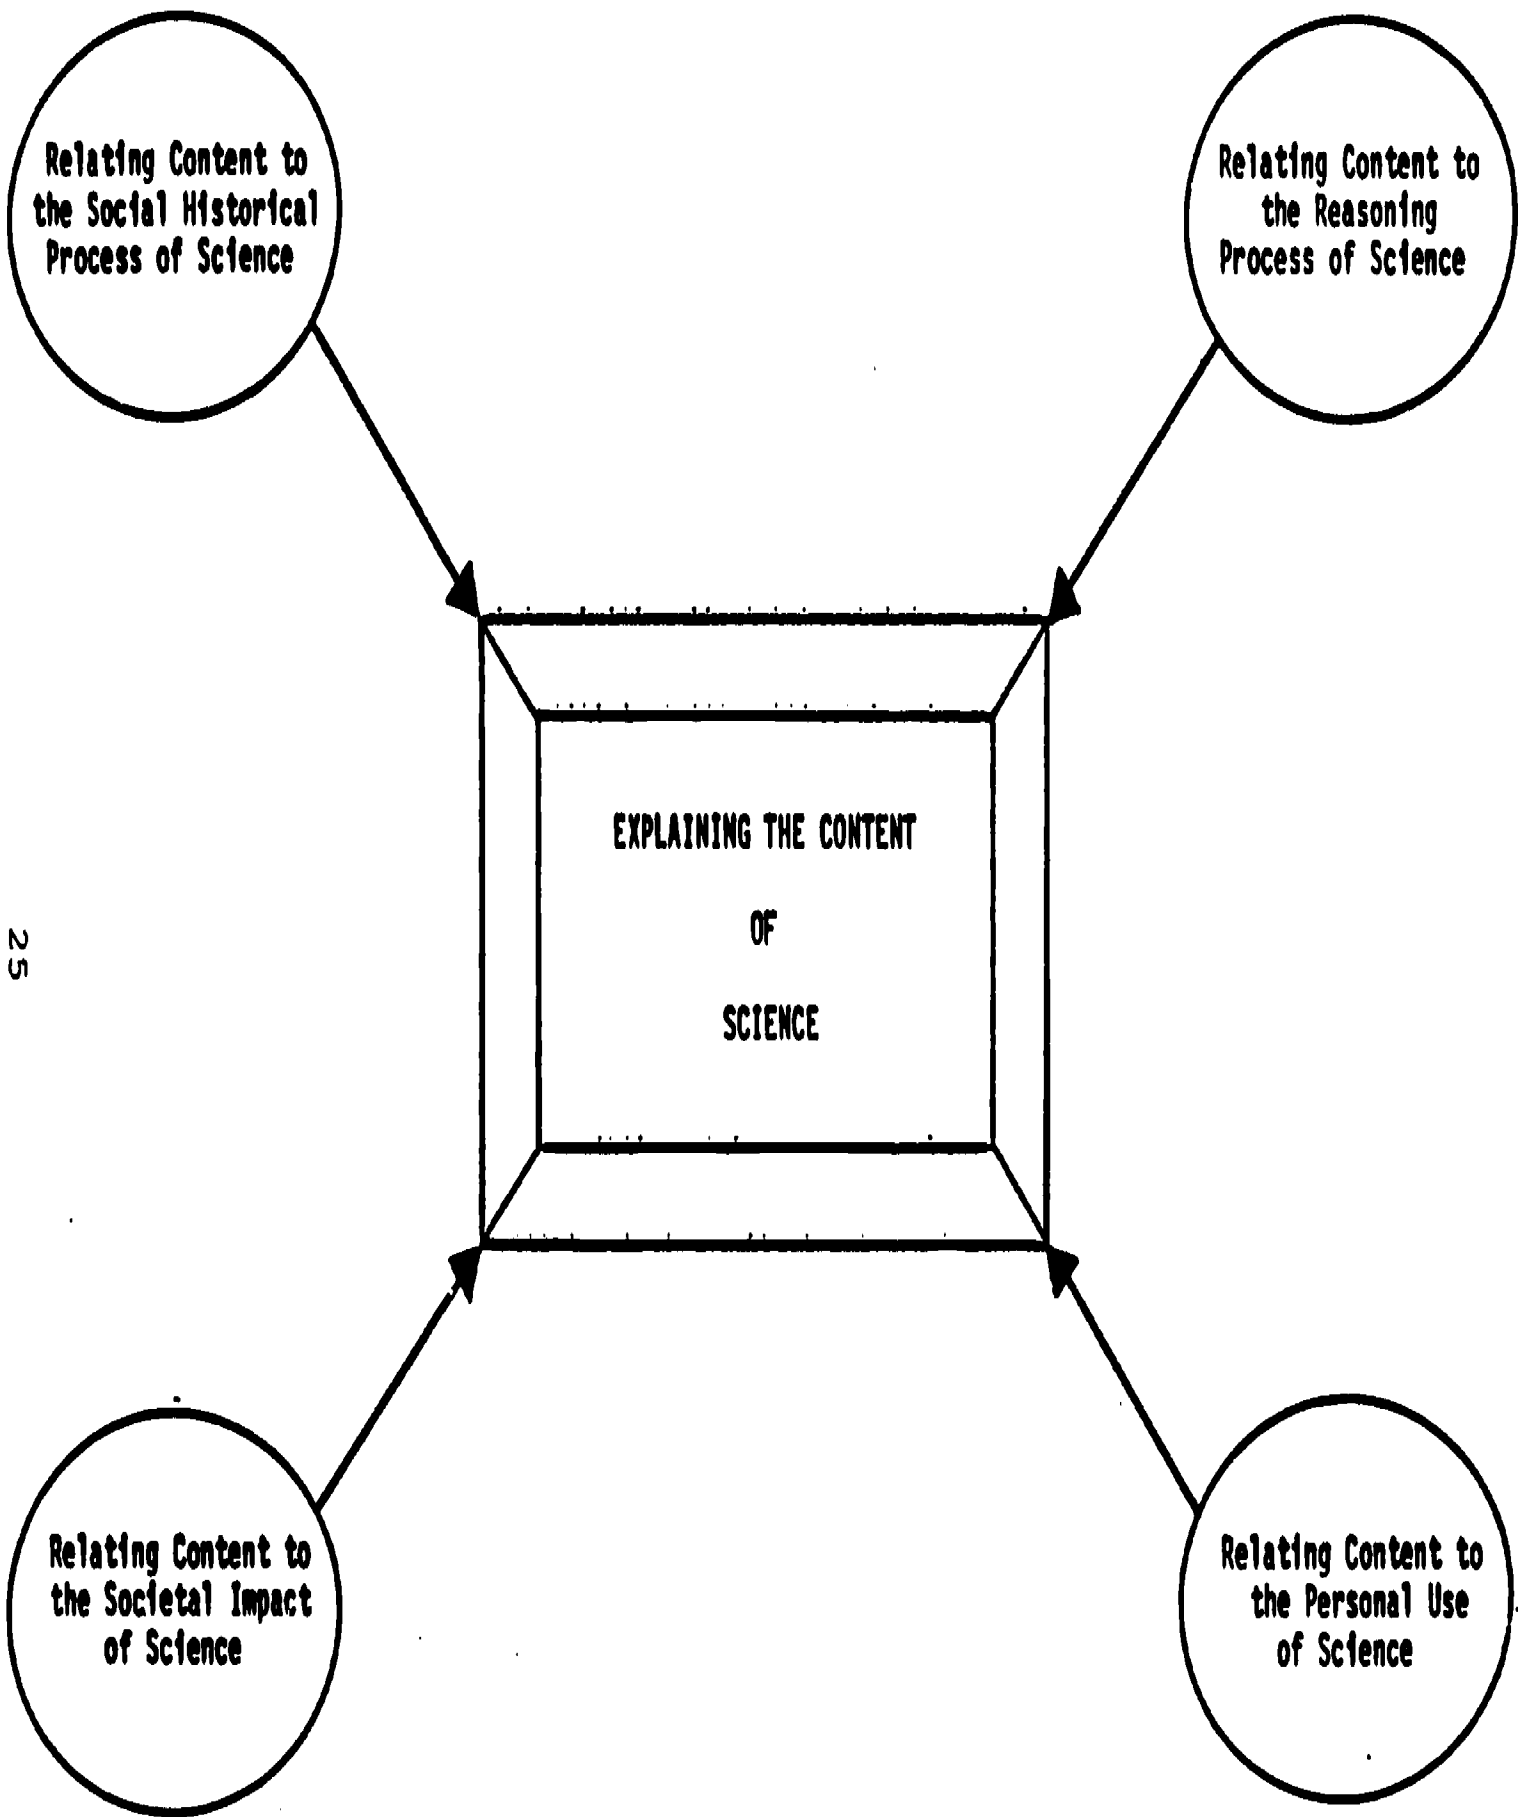 Relating Content to
the Social Historical
Process of Science
Relating Content to
the Reasoning
Process of Science
EXPLAINING THE CONTENT
OF
SCIENCE
25
Relating Content to
the Societal Impact
of Science
Relating Content to
the Personal Use
of Science